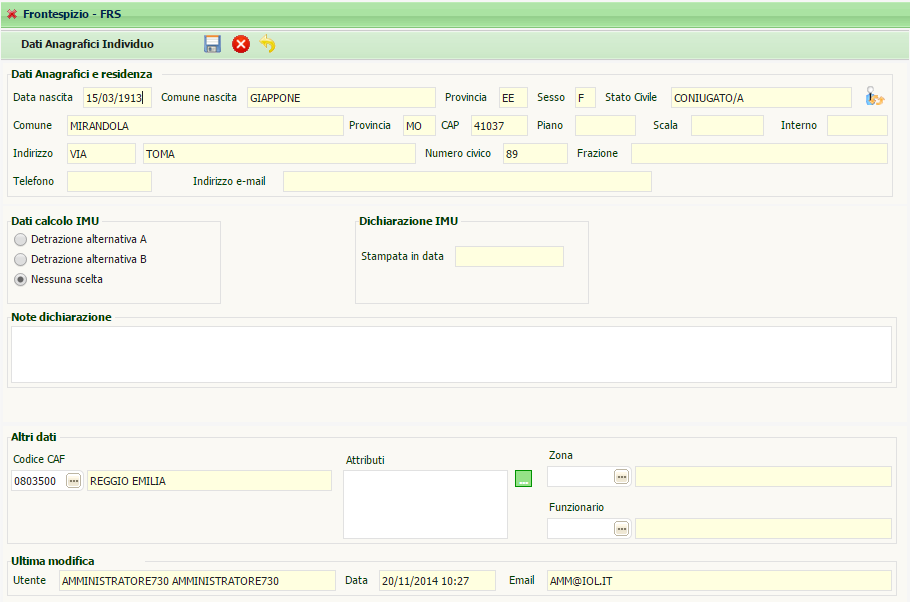 Frontespizio - FRS
Dati Anagrafici Individuo
Dati Anagrafici e residenza
Data nascita 15/03/1913 Comune nascita GIAPPONE Provincia EE Sesso F Stato Civile CONIUGATO/A
Comune MIRANDOLA Provincia MO CAP 41037 Piano Scala Interno
Indirizzo VIA TOMA Numero civico 89 Frazione
Telefono Indirizzo e-mail
Dati calcolo IMU Dichiarazione IMU
Detrazione alternativa A
Detrazione alternativa B Stampata in data
Nessuna scelta
Note dichiarazione
Altri dati
Codice CAF Attributi Zona
0803500 ... REGGIO EMILIA ... ...
Funzionario
...
Ultima modifica
Utente AMMINISTRATORE730 AMMINISTRATORE730 Data 20/11/2014 10:27 Email AMM@IOL.IT